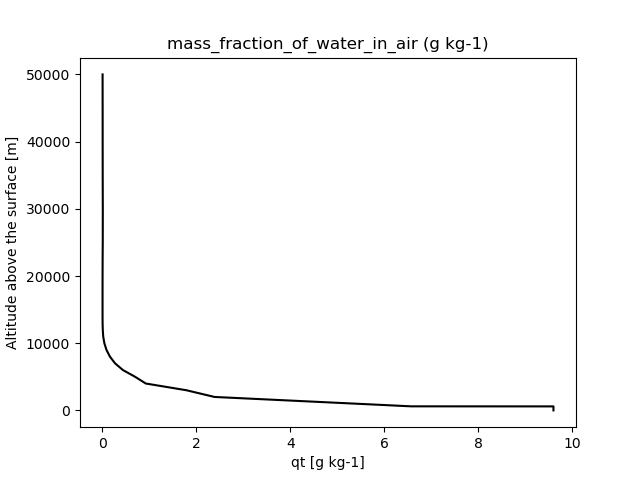 mass_fraction_of_water_in_air (g kg-1)
Altitude above the surface [m]
50000
40000
30000
20000
10000
0
0 2 4 6 8 10
qt [g kg-1]